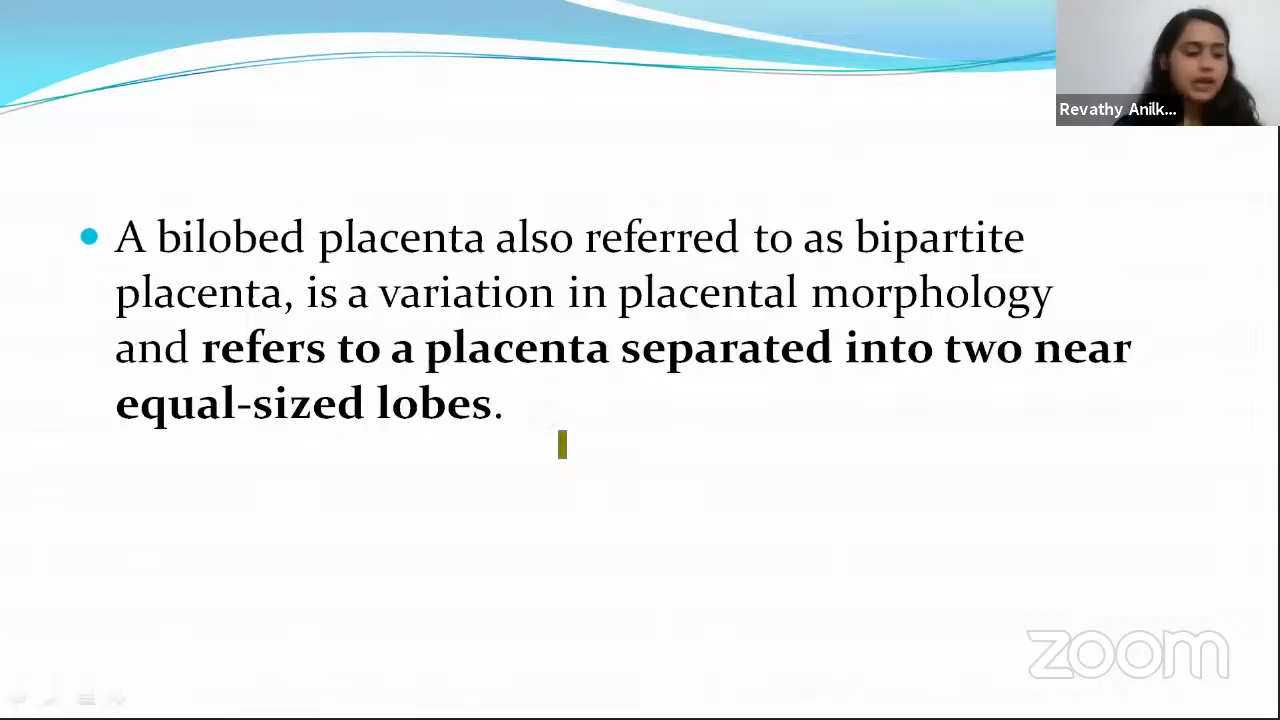 Revathy Anilk...
• A bilobed placenta also referred to as bipartite
placenta, is a variation in placental morphology
and refers to a placenta separated into two near
equal-sized lobes.
zoom